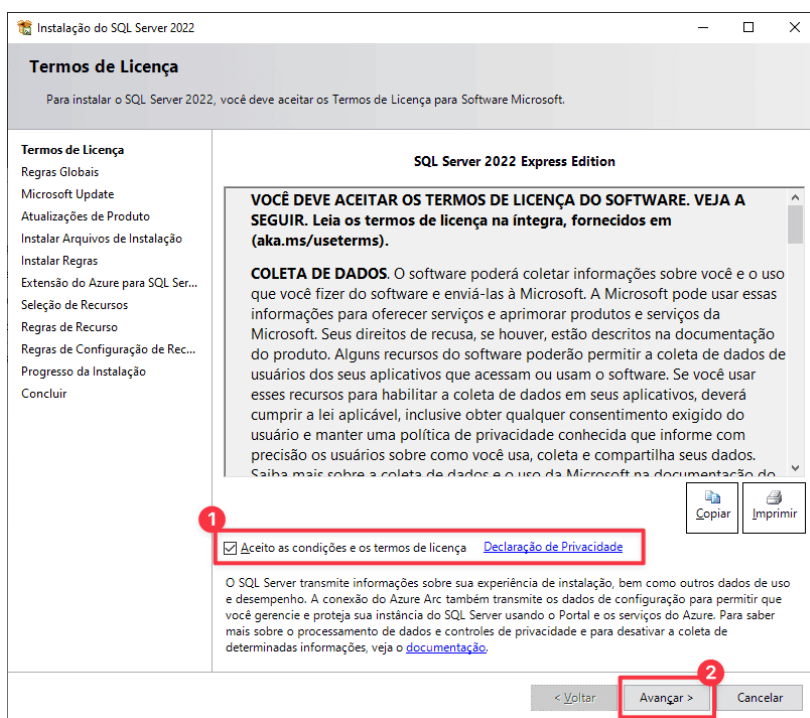 Instalação do SQL Server 2022
Termos de Licença
Para instalar o SQL Server 2022, você deve aceitar os Termos de Licença para Software Microsoft.
Termos de Licença
Regras Globais
Microsoft Update
Atualizações de Produto
Instalar Arquivos de Instalação
Instalar Regras
Extensão do Azure para SQL Ser...
Seleção de Recursos
Regras de Recurso
Regras de Configuração de Rec...
Progresso da Instalação
Concluir
SQL Server 2022 Express Edition
VOCÊ DEVE ACEITAR OS TERMOS DE LICENÇA DO SOFTWARE. VEJA A
SEGUIR. Leia os termos de licença na íntegra, fornecidos em
(aka.ms/useterms).
COLETA DE DADOS. O software poderá coletar informações sobre você e o uso
que você fizer do software e enviá-las à Microsoft. A Microsoft pode usar essas
informações para oferecer serviços e aprimorar produtos e serviços da
Microsoft. Seus direitos de recusa, se houver, estão descritos na documentação
do produto. Alguns recursos do software poderão permitir a coleta de dados de
usuários dos seus aplicativos que acessam ou usam o software. Se você usar
esses recursos para habilitar a coleta de dados em seus aplicativos, deverá
cumprir a lei aplicável, inclusive obter qualquer consentimento exigido do
usuário e manter uma política de privacidade conhecida que informe com
precisão os usuários sobre como você usa, coleta e compartilha seus dados.
Saiba mais sobre a coleta de dados e o uso da Microsoft na documentação do
Copiar
Imprimir
1
Aceito as condições e os termos de licença Declaração de Privacidade
O SQL Server transmite informações sobre sua experiência de instalação, bem como outros dados de uso
e desempenho. A conexão do Azure Arc também transmite os dados de configuração para permitir que
você gerencie e proteja sua instância do SQL Server usando o Portal e os serviços do Azure. Para saber
mais sobre o processamento de dados e controles de privacidade e para desativar a coleta de
determinadas informações, veja o documentação.
2
< Voltar
Avançar >
Cancelar